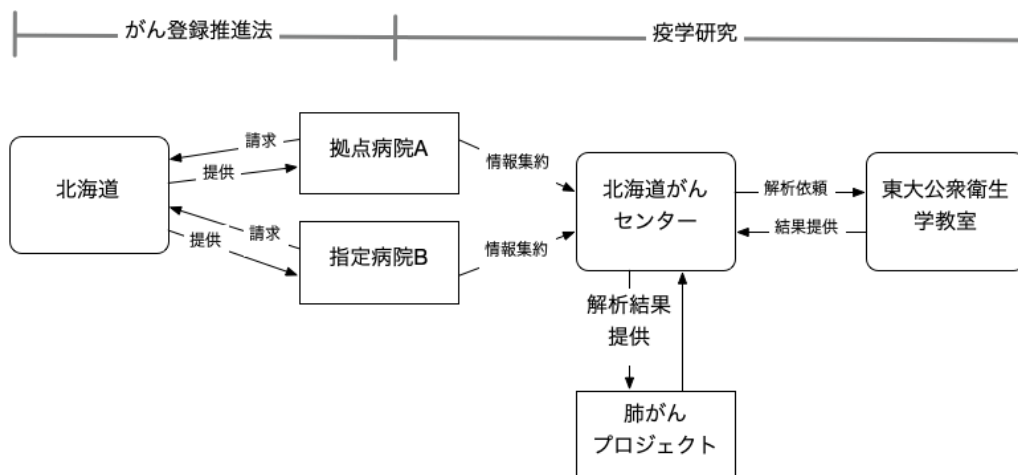 がん登録推進法
疫学研究
北海道
請求
提供
請求
提供
拠点病院A
指定病院B
情報集約
情報集約
北海道がん
センター
解析依頼
結果提供
東大公衆衛生
学教室
解析結果
提供
肺がん
プロジェクト